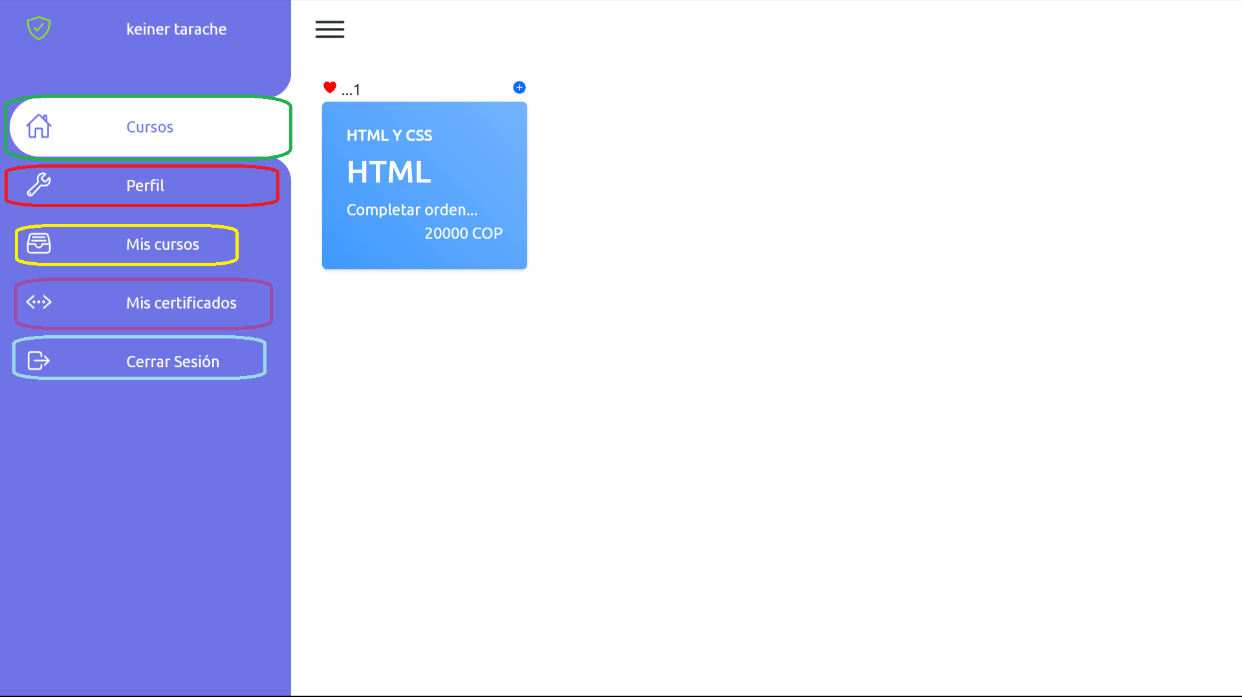 keiner tarache
Cursos
Perfil
Mis cursos
Mis certificados
Cerrar Sesión
...1
HTML Y CSS
HTML
Completar orden...
20000 COP